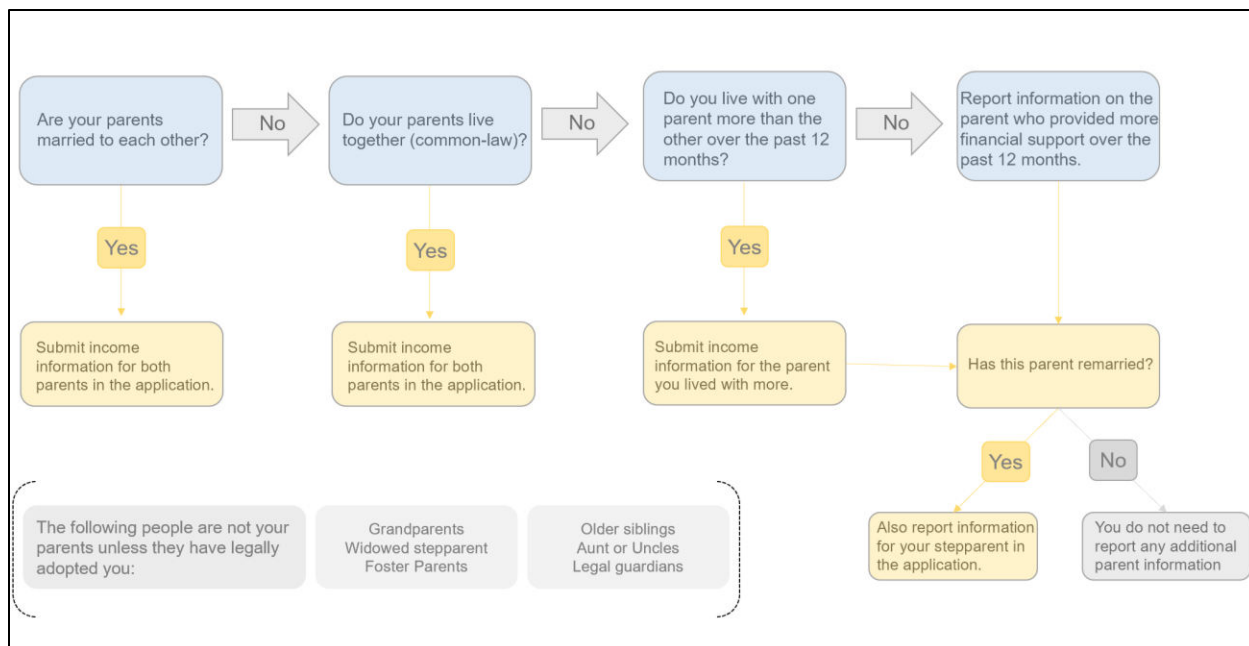 Are your parents
married to each other?
No
Do your parents live
together (common-law)?
No
Do you live with one
parent more than the
other over the past 12
months?
No
Report information on the
parent who provided more
financial support over the
past 12 months.
Yes
Yes
Yes
Submit income
information for both
parents in the application.
Submit income
information for both
parents in the application.
Submit income
information for the parent
you lived with more.
Has this parent remarried?
Yes
No
Also report information
for your stepparent in
the application.
You do not need to
report any additional
parent information
The following people are not your
parents unless they have legally
adopted you:
Grandparents
Widowed stepparent
Foster Parents
Older siblings
Aunt or Uncles
Legal guardians